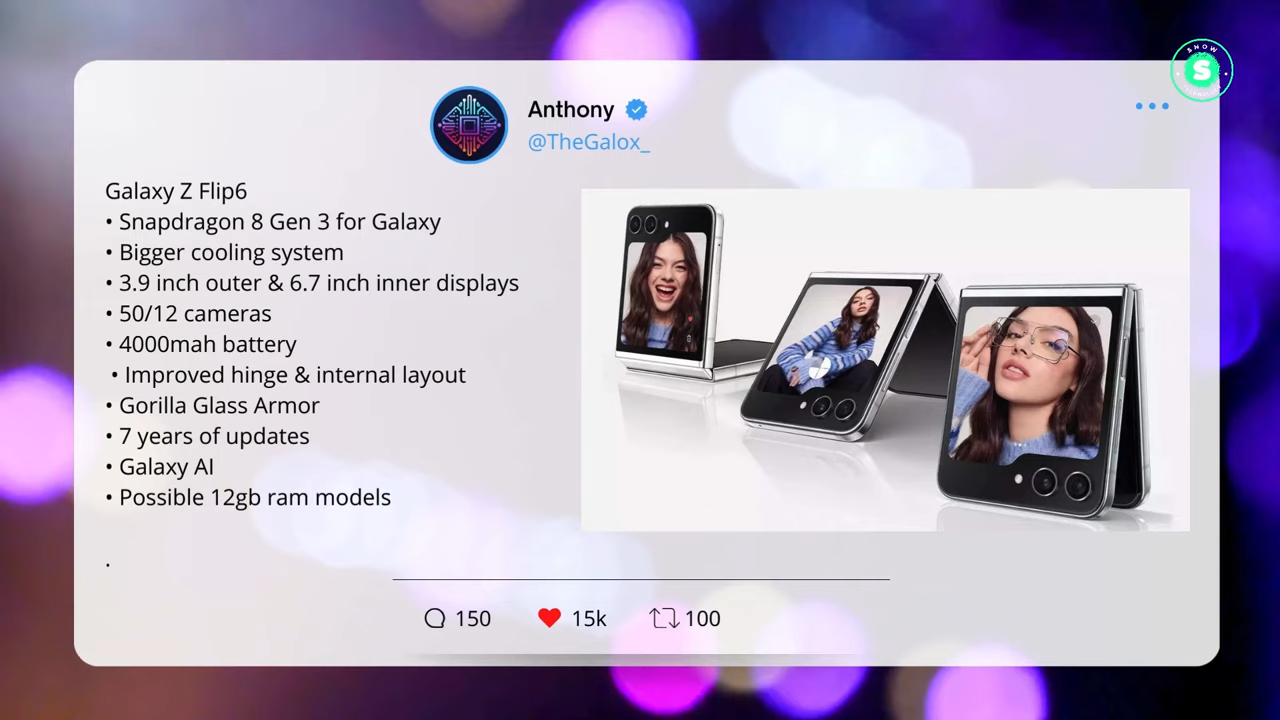 SHOW
S
Anthony
@TheGalox_
Galaxy Z Flip6
• Snapdragon 8 Gen 3 for Galaxy
• Bigger cooling system
• 3.9 inch outer & 6.7 inch inner displays
• 50/12 cameras
• 4000mah battery
• Improved hinge & internal layout
• Gorilla Glass Armor
• 7 years of updates
• Galaxy AI
• Possible 12gb ram models
.
150 15k 100